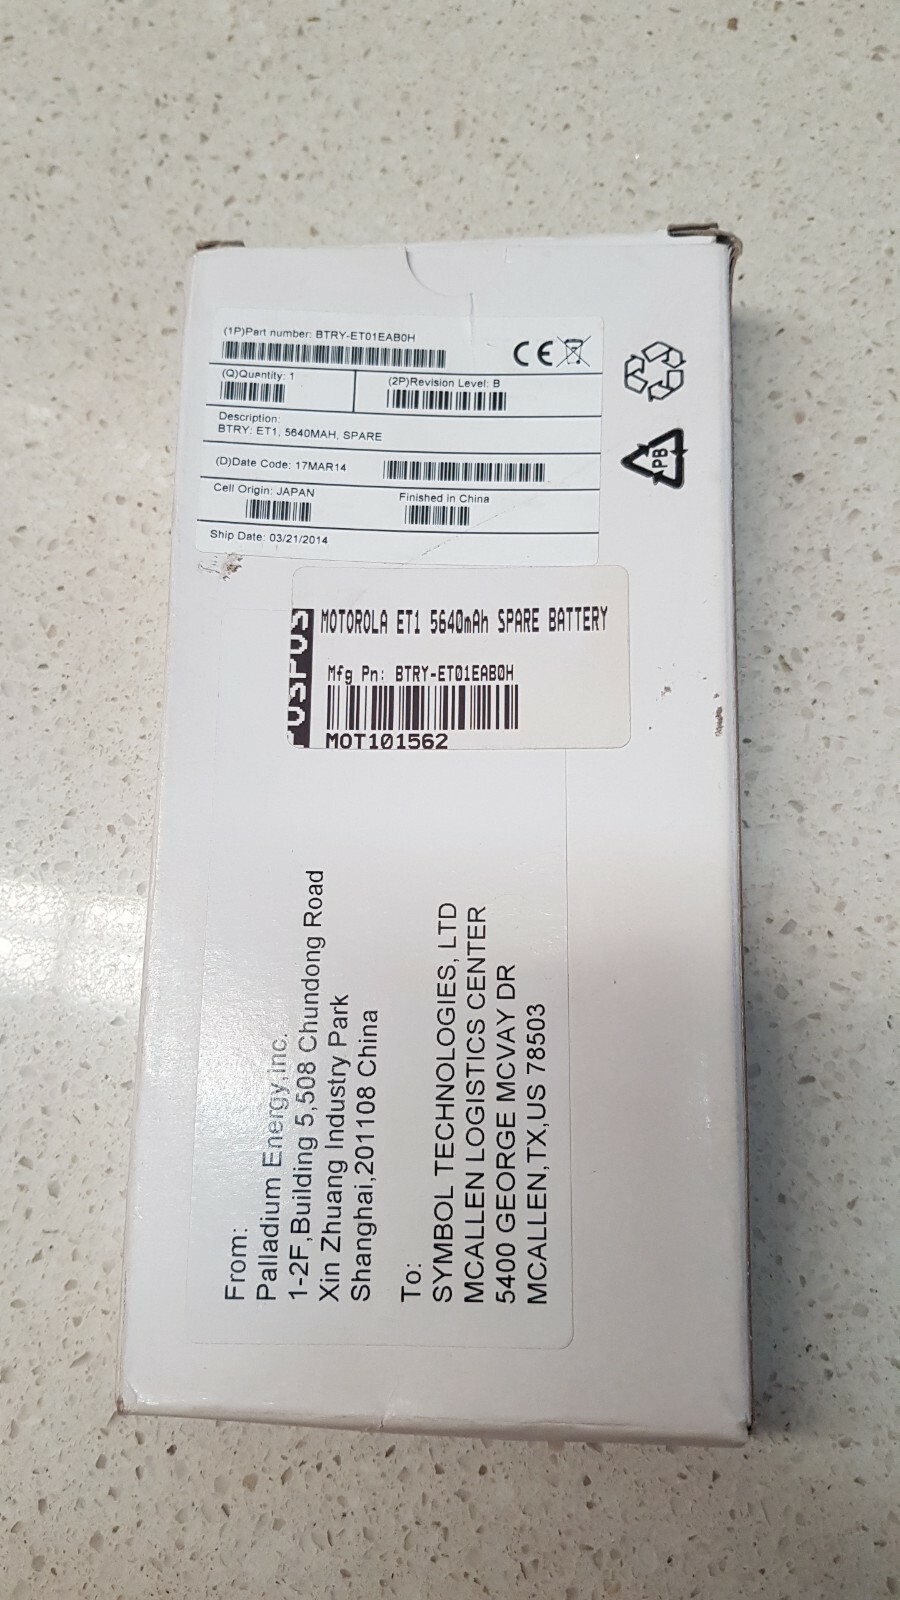 (1P)Part number: BTRY-ET01EAB0H
CE
(Q)Quantity: 1
(2P)Revision Level: B
Description:
BTRY: ET1, 5640MAH, SPARE
(D)Date Code: 17MAR14
Cell Origin: JAPAN
Finished in China
Ship Date: 03/21/2014
PB
POSPOS
MOTOROLA ET1 5640mAh SPARE BATTERY
Mfg Pn: BTRY-ET01EAB0H
MOT101562
From:
Palladium Energy,Inc.
1-2F,Building 5,508 Chundong Road
Xin Zhuang Industry Park
Shanghai,201108 China
To:
SYMBOL TECHNOLOGIES, LTD
MCALLEN LOGISTICS CENTER
5400 GEORGE MCVAY DR
MCALLEN,TX,US 78503